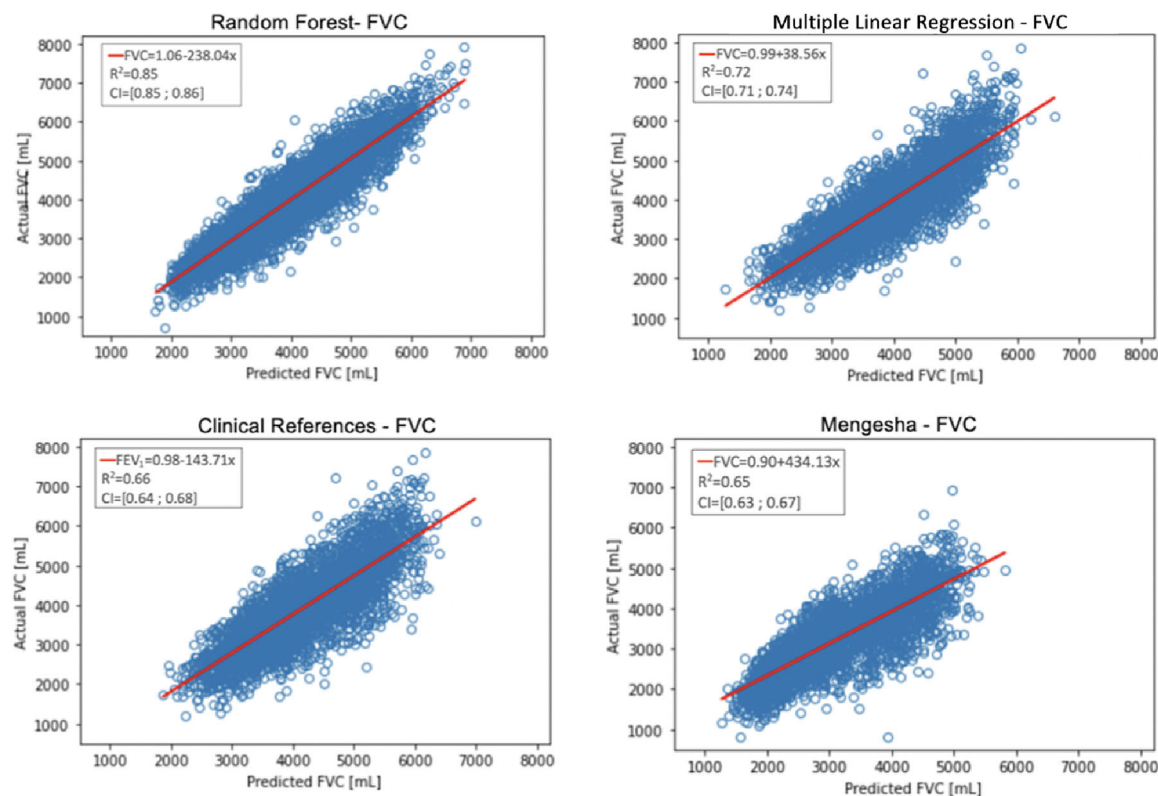 Random Forest- FVC
FVC=1.06-238.04x
R²=0.85
CI=[0.85 ; 0.86]
8000
7000
6000
5000
4000
3000
2000
1000
Actual FVC [mL]
1000 2000 3000 4000 5000 6000 7000 8000
Predicted FVC [mL]
Multiple Linear Regression - FVC
FVC=0.99+38.56x
R²=0.72
CI=[0.71 ; 0.74]
8000
7000
6000
5000
4000
3000
2000
1000
Actual FVC [mL]
1000 2000 3000 4000 5000 6000 7000 8000
Predicted FVC [mL]
Clinical References - FVC
FEV₁=0.98-143.71x
R²=0.66
CI=[0.64 ; 0.68]
8000
7000
6000
5000
4000
3000
2000
1000
Actual FVC [mL]
1000 2000 3000 4000 5000 6000 7000 8000
Predicted FVC [mL]
Mengesha - FVC
FVC=0.90+434.13x
R²=0.65
CI=[0.63 ; 0.67]
8000
7000
6000
5000
4000
3000
2000
1000
Actual FVC [mL]
1000 2000 3000 4000 5000 6000 7000 8000
Predicted FVC [mL]